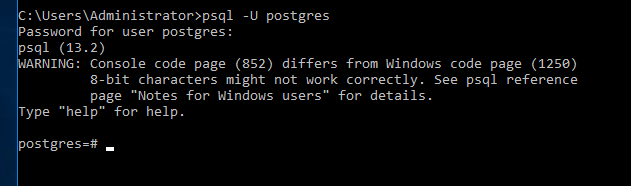 C:\Users\Administrator>psql -U postgres
Password for user postgres:
psql (13.2)
WARNING: Console code page (852) differs from Windows code page (1250)
         8-bit characters might not work correctly. See psql reference
         page "Notes for Windows users" for details.
Type "help" for help.

postgres=# _